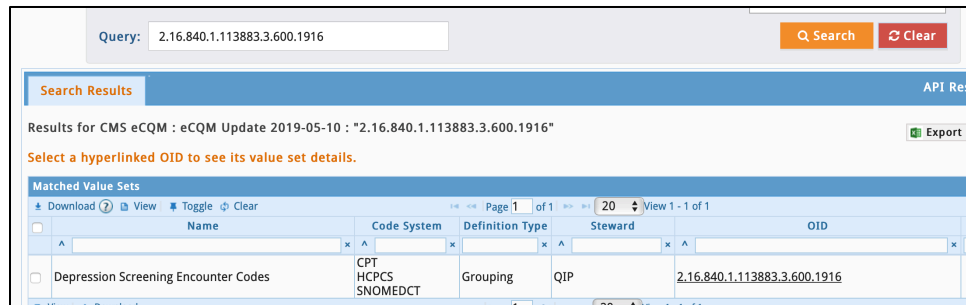 Query: 2.16.840.1.113883.3.600.1916 Search Clear
Search Results API Re
Results for CMS eCQM : eCQM Update 2019-05-10 : "2.16.840.1.113883.3.600.1916"
Export
Select a hyperlinked OID to see its value set details.
Matched Value Sets
Download ? View Toggle Clear Page 1 of 1 20 View 1 - 1 of 1
Name Code System Definition Type Steward OID
^ x ^ x x ^ x ^ x
Depression Screening Encounter Codes CPT HCPCS SNOMEDCT Grouping QIP 2.16.840.1.113883.3.600.1916